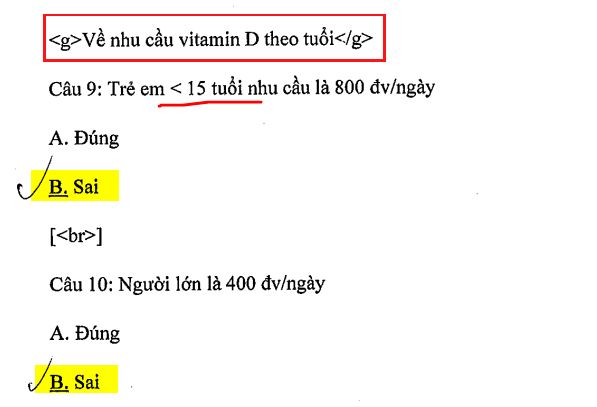 <g>Về nhu cầu vitamin D theo tuổi</g>
Câu 9: Trẻ em < 15 tuổi nhu cầu là 800 đv/ngày
A. Đúng
B. Sai
[<br>]
Câu 10: Người lớn là 400 đv/ngày
A. Đúng
B. Sai